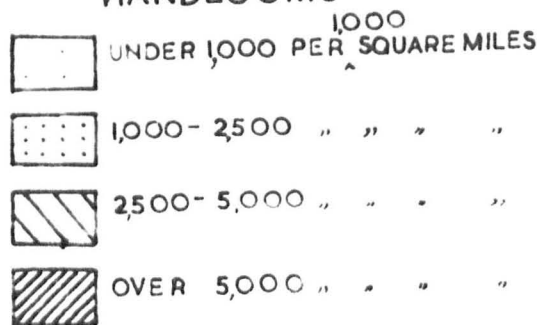 HANDLOOMS
1,000
UNDER 1,000 PER ‸ SQUARE MILES
1,000 - 2,500 „ „ „ „
2,500 - 5,000 „ „ „ „
OVER 5,000 „ „ „ „